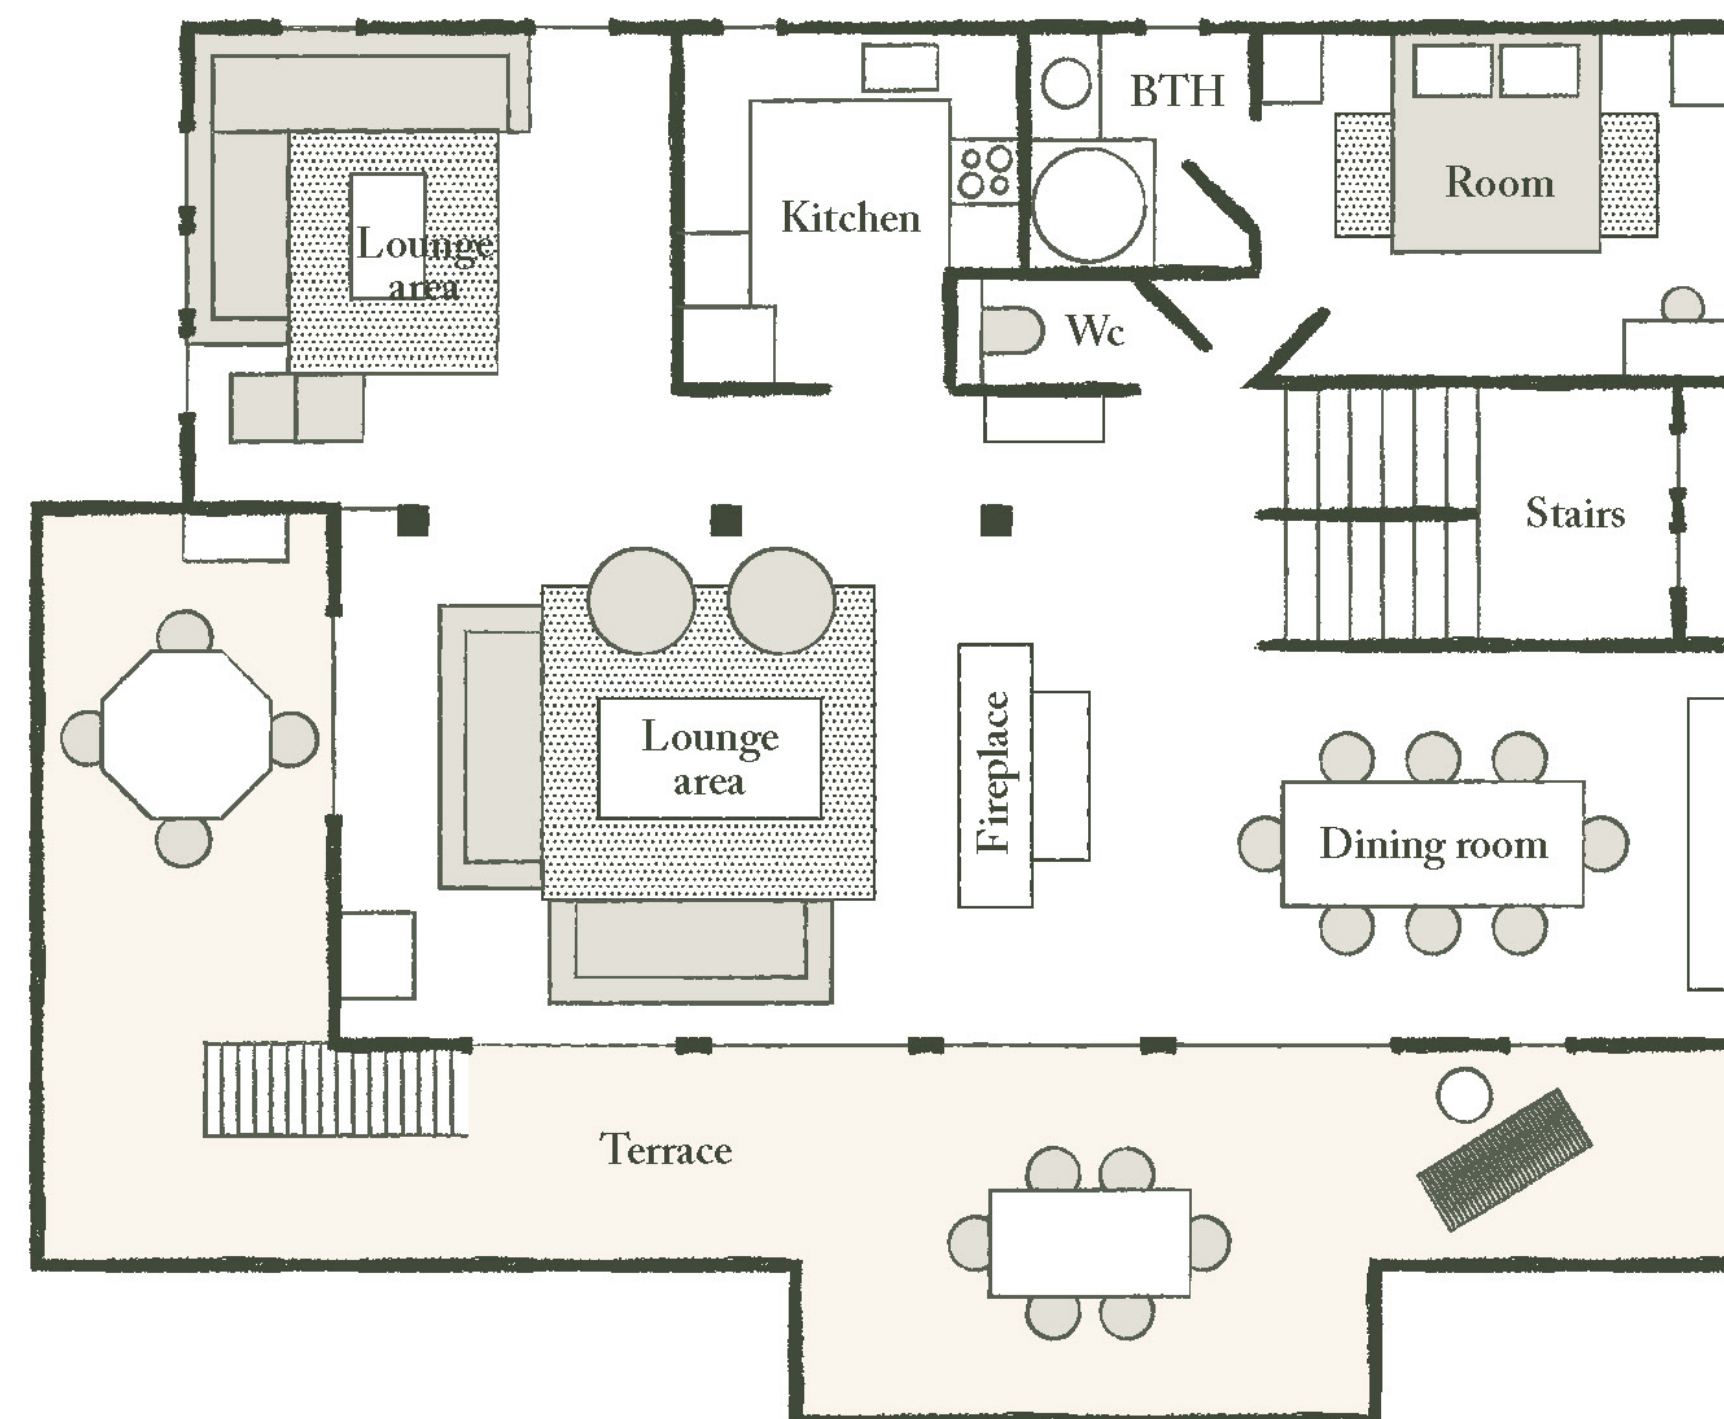 BTH
Room
Kitchen
Lounge
area
Wc
Stairs
Lounge
area
Fireplace
Dining room
Terrace